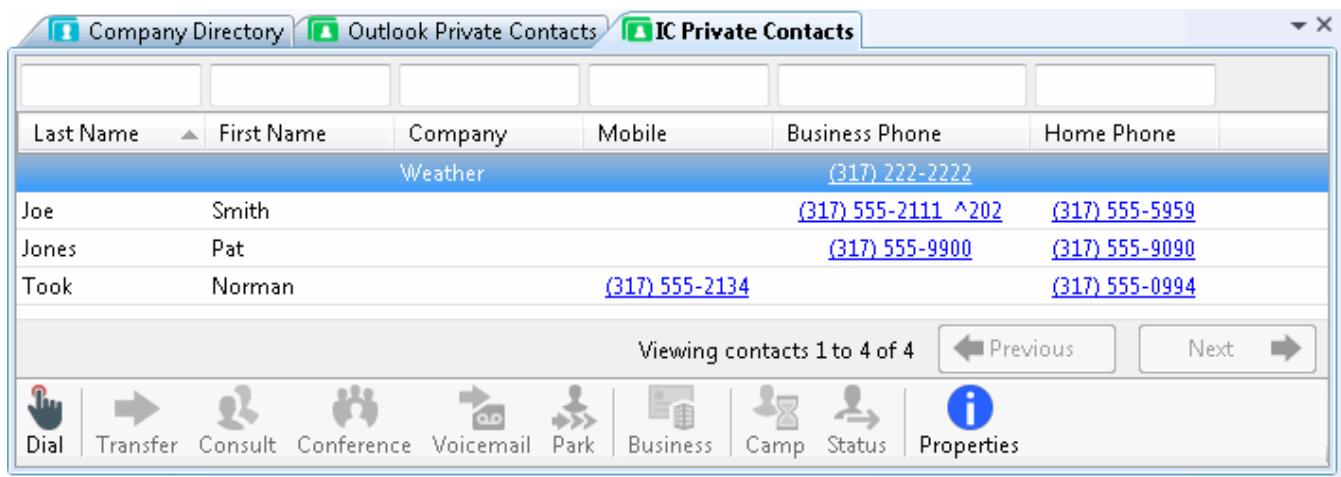 Company Directory Outlook Private Contacts IC Private Contacts
Last Name First Name Company Mobile Business Phone Home Phone
Weather (317) 222-2222
Joe Smith (317) 555-2111 ^202 (317) 555-5959
Jones Pat (317) 555-9900 (317) 555-9090
Took Norman (317) 555-2134 (317) 555-0994
Viewing contacts 1 to 4 of 4 Previous Next
Dial Transfer Consult Conference Voicemail Park Business Camp Status Properties